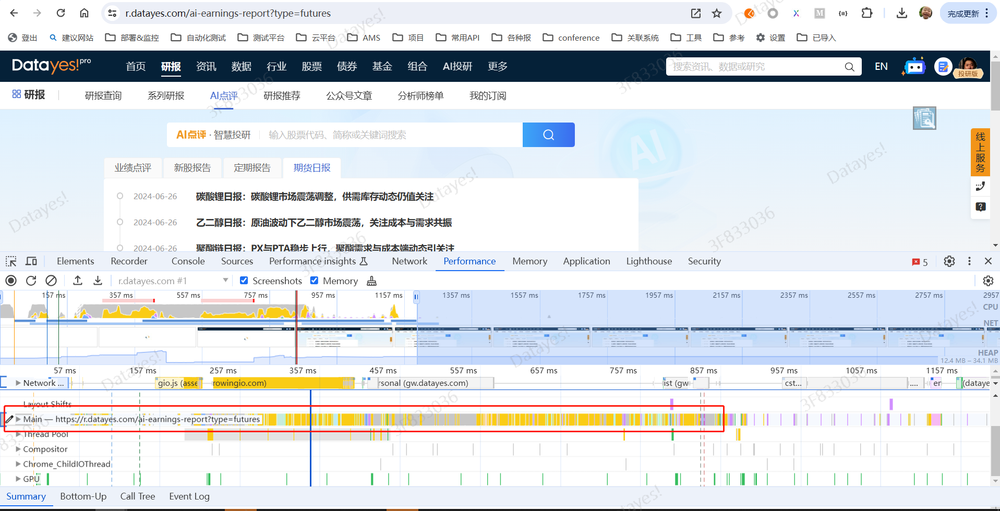 r.datayes.com/ai-earnings-report?type=futures
完成更新
登出 建议网站 部署&监控 自动化测试 测试平台 云平台 AMS 项目 常用API 各种报 conference 关联系统 工具 参考 设置 已导入
Datayes!pro 首页 研报 资讯 数据 行业 股票 债券 基金 组合 AI投研 更多 搜索资讯、数据或研究 EN 投研版
研报 研报查询 系列研报 AI点评 研报推荐 公众号文章 分析师榜单 我的订阅
AI点评 · 智慧投研 输入股票代码、简称或关键词搜索
AI
线上服务
业绩点评 新股报告 定期报告 期货日报
2024-06-26 碳酸锂日报：碳酸锂市场震荡调整，供需库存动态仍值关注
2024-06-26 乙二醇日报：原油波动下乙二醇市场震荡，关注成本与需求共振
2024-06-26 聚酯链日报：PX与PTA稳步上行，聚酯需求与成本端动态引关注
Elements Recorder Console Sources Performance insights Network Performance Memory Application Lighthouse Security 5
r.datayes.com #1 Screenshots Memory
157 ms 357 ms 557 ms 757 ms 957 ms 1157 ms 1357 ms 1557 ms 1757 ms 1957 ms 2157 ms 2357 ms 2557 ms 2757 ms 2957
CPU
NET
HEAP
12.4 MB – 34.1 MB
57 ms 157 ms 257 ms 357 ms 457 ms 557 ms 657 ms 757 ms 857 ms 957 ms 1057 ms 1157 ms
Network ... gio.js (asse rowingio.com) rsonal (gw.datayes.com) ist (gw cst... .... er (dataye
Layout Shifts
Main — https://r.datayes.com/ai-earnings-report?type=futures
Thread Pool
Compositor
Chrome_ChildIOThread
GPU
Summary Bottom-Up Call Tree Event Log
Datayes!
3F833036